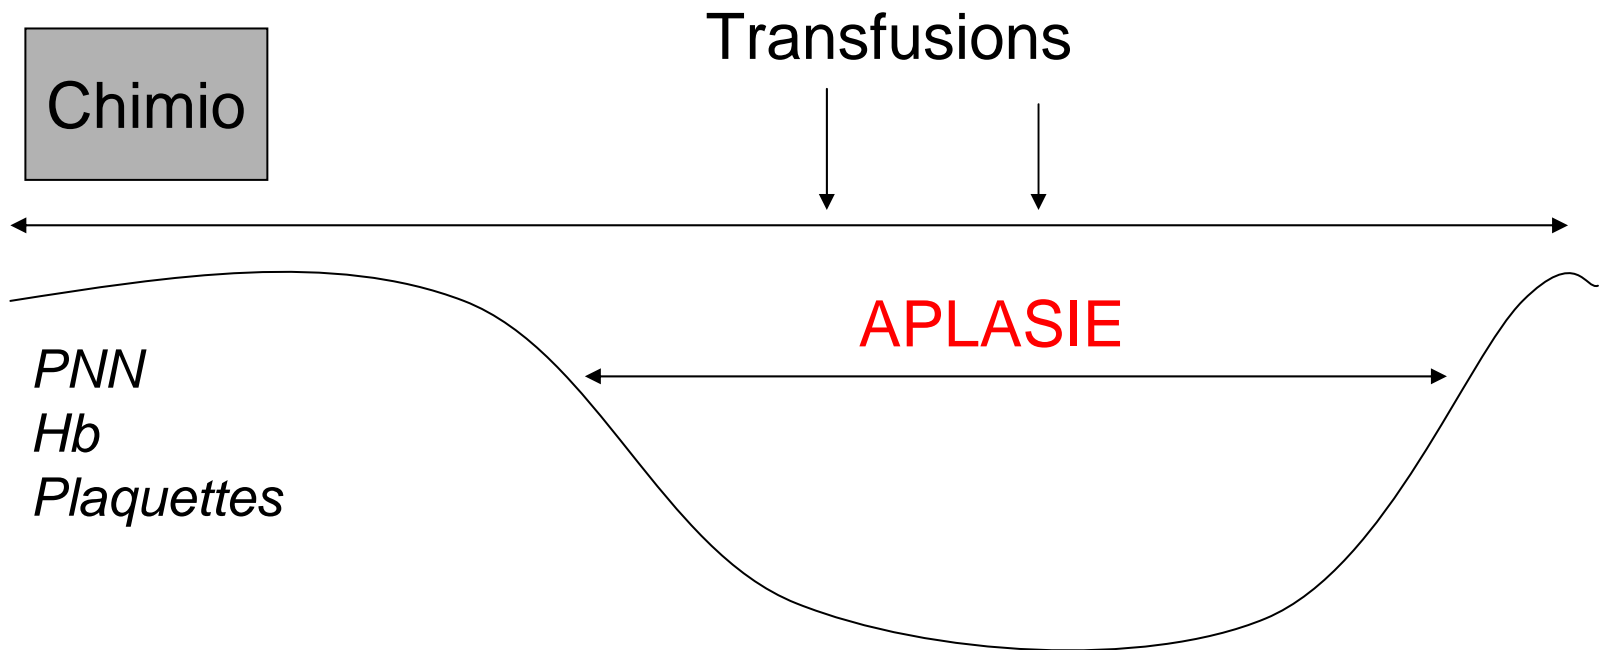 Transfusions
Chimio
APLASIE
PNN
Hb
Plaquettes